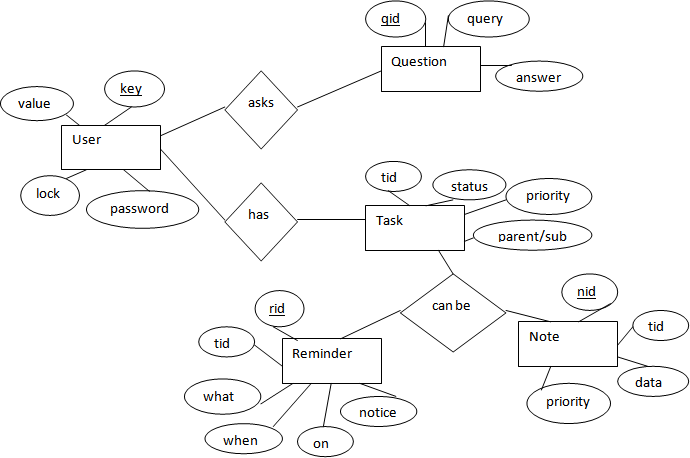 qid
query
Question
answer
asks
key
value
User
lock
password
has
tid
status
priority
Task
parent/sub
can be
nid
rid
tid
tid
Note
Reminder
data
what
notice
priority
when
on